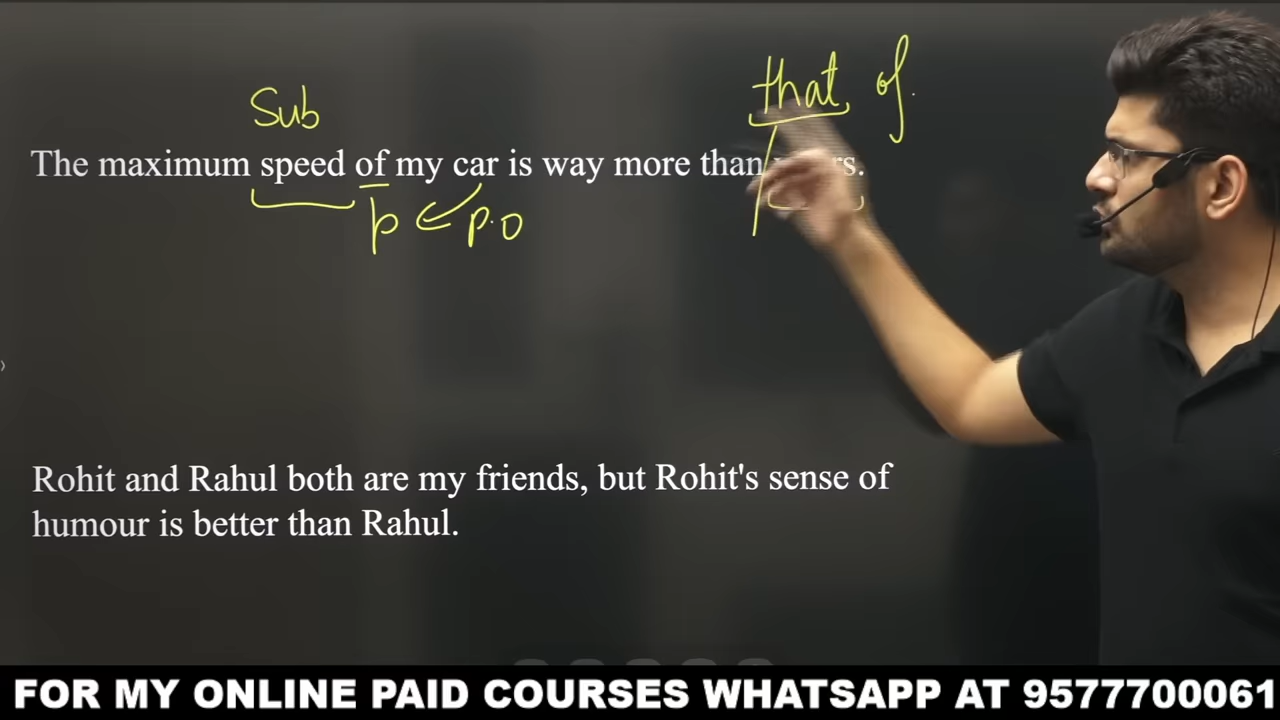 Sub
that of.
The maximum speed of my car is way more than
p p.o
Rohit and Rahul both are my friends, but Rohit's sense of
humour is better than Rahul.
FOR MY ONLINE PAID COURSES WHATSAPP AT 9577700061